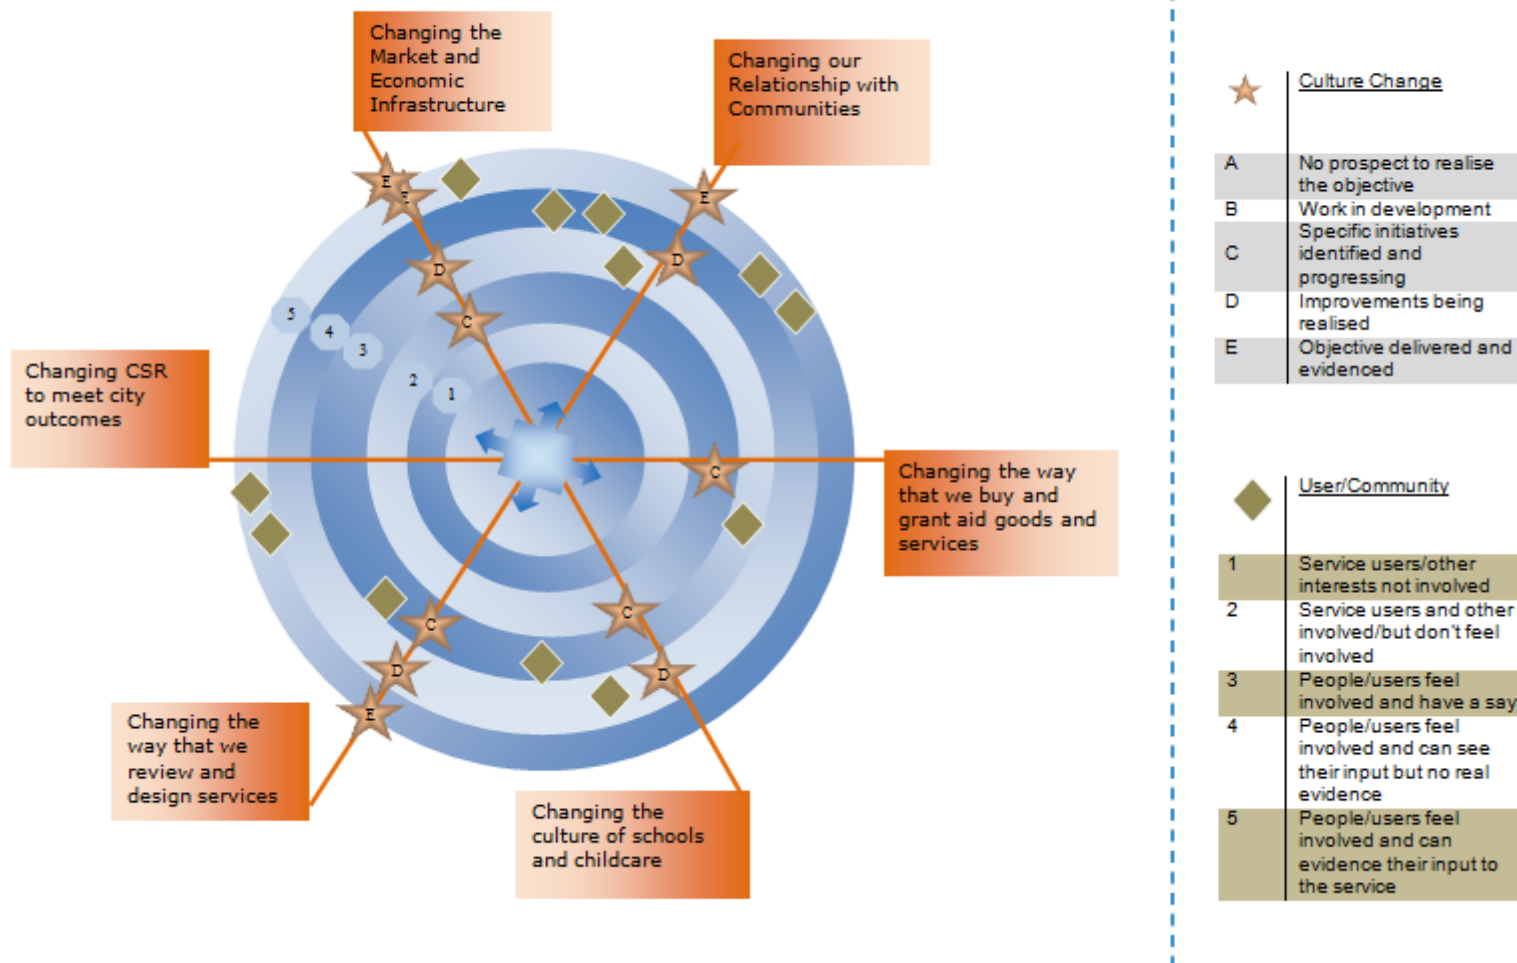 Changing the
Market and
Economic
Infrastructure
Changing our
Relationship with
Communities
E
E
E
D
D
C
5
4
3
2
1
Changing CSR
to meet city
outcomes
C
Changing the way
that we buy and
grant aid goods and
services
C
C
D
D
E
Changing the
way that we
review and
design services
Changing the
culture of schools
and childcare
Culture Change
A No prospect to realise
the objective
B Work in development
Specific initiatives
C identified and
progressing
D Improvements being
realised
E Objective delivered and
evidenced
User/Community
1 Service users/other
interests not involved
2 Service users and other
involved/but don't feel
involved
3 People/users feel
involved and have a say
4 People/users feel
involved and can see
their input but no real
evidence
5 People/users feel
involved and can
evidence their input to
the service